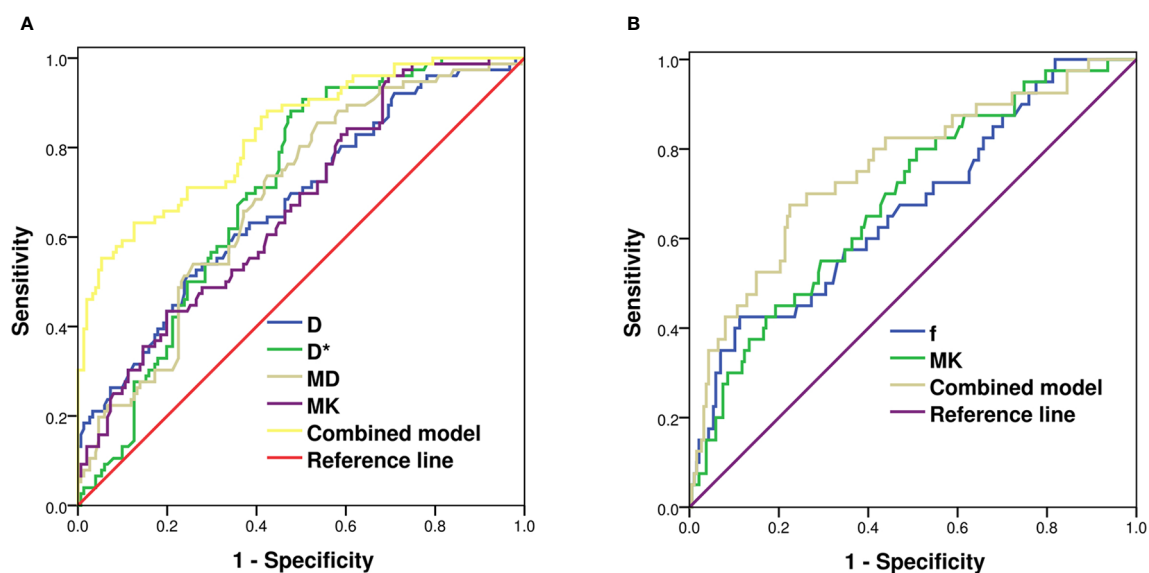 A
1.0
0.8
0.6
0.4
0.2
0.0
Sensitivity
D
D*
MD
MK
Combined model
Reference line
0.0 0.2 0.4 0.6 0.8 1.0
1 - Specificity
B
1.0
0.8
0.6
0.4
0.2
0.0
Sensitivity
f
MK
Combined model
Reference line
0.0 0.2 0.4 0.6 0.8 1.0
1 - Specificity